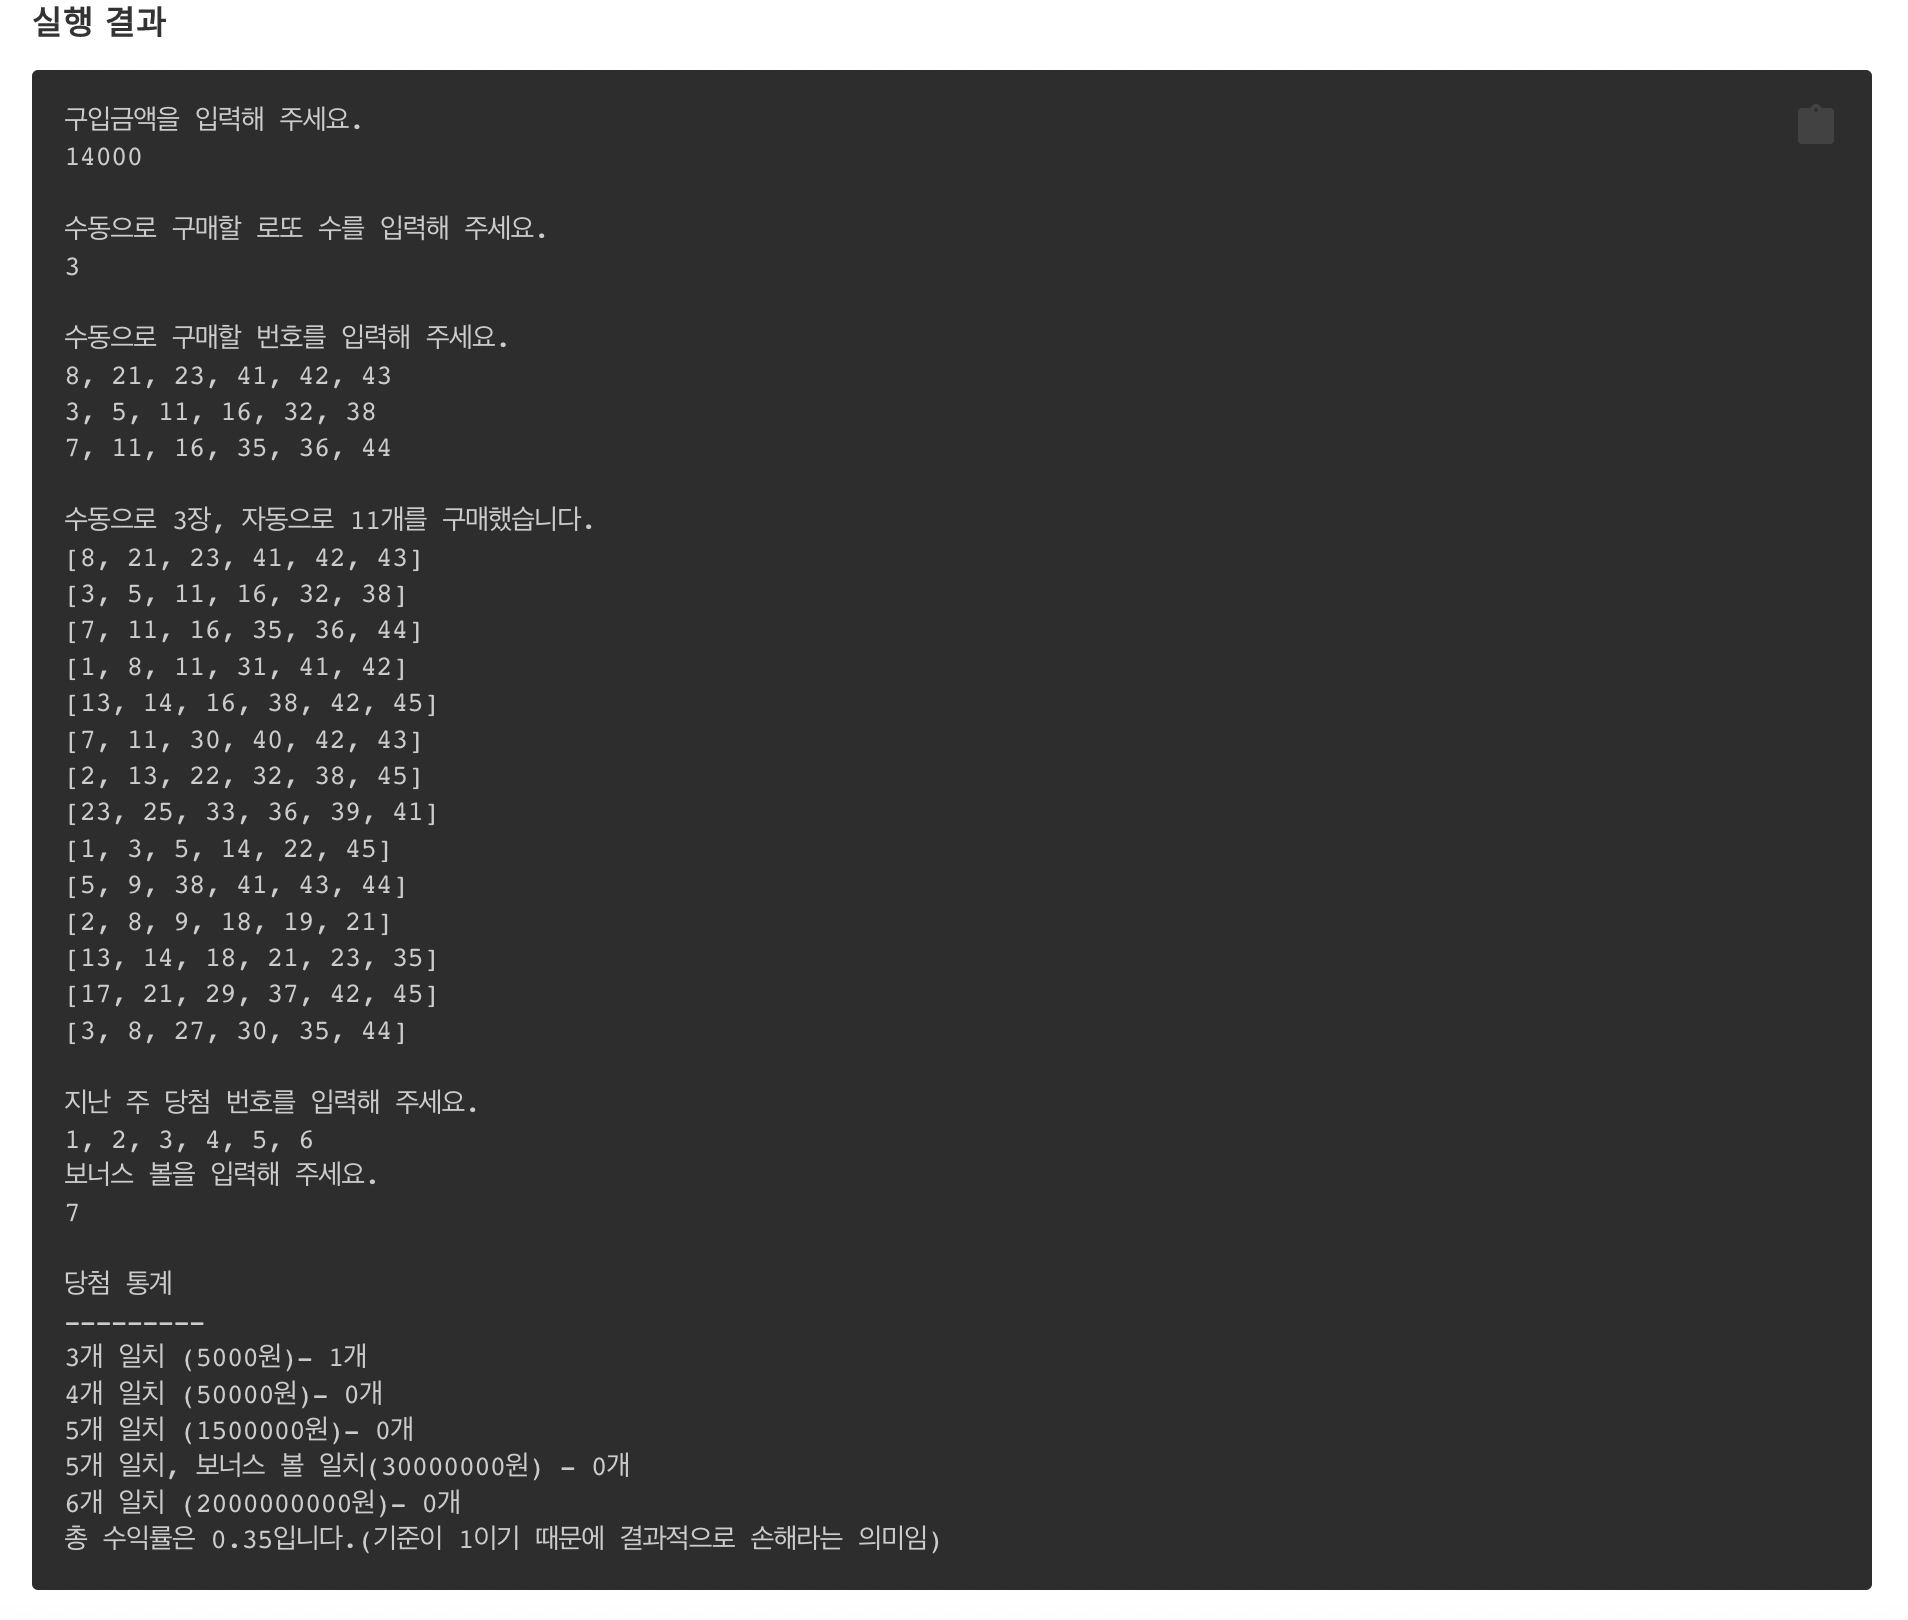 실행 결과
구입금액을 입력해 주세요.
14000
수동으로 구매할 로또 수를 입력해 주세요.
3
수동으로 구매할 번호를 입력해 주세요.
8, 21, 23, 41, 42, 43
3, 5, 11, 16, 32, 38
7, 11, 16, 35, 36, 44
수동으로 3장, 자동으로 11개를 구매했습니다.
[8, 21, 23, 41, 42, 43]
[3, 5, 11, 16, 32, 38]
[7, 11, 16, 35, 36, 44]
[1, 8, 11, 31, 41, 42]
[13, 14, 16, 38, 42, 45]
[7, 11, 30, 40, 42, 43]
[2, 13, 22, 32, 38, 45]
[23, 25, 33, 36, 39, 41]
[1, 3, 5, 14, 22, 45]
[5, 9, 38, 41, 43, 44]
[2, 8, 9, 18, 19, 21]
[13, 14, 18, 21, 23, 35]
[17, 21, 29, 37, 42, 45]
[3, 8, 27, 30, 35, 44]
지난 주 당첨 번호를 입력해 주세요.
1, 2, 3, 4, 5, 6
보너스 볼을 입력해 주세요.
7
당첨 통계
---------
3개 일치 (5000원)- 1개
4개 일치 (50000원)- 0개
5개 일치 (1500000원)- 0개
5개 일치, 보너스 볼 일치(30000000원) - 0개
6개 일치 (2000000000원)- 0개
총 수익률은 0.35입니다.(기준이 1이기 때문에 결과적으로 손해라는 의미임)